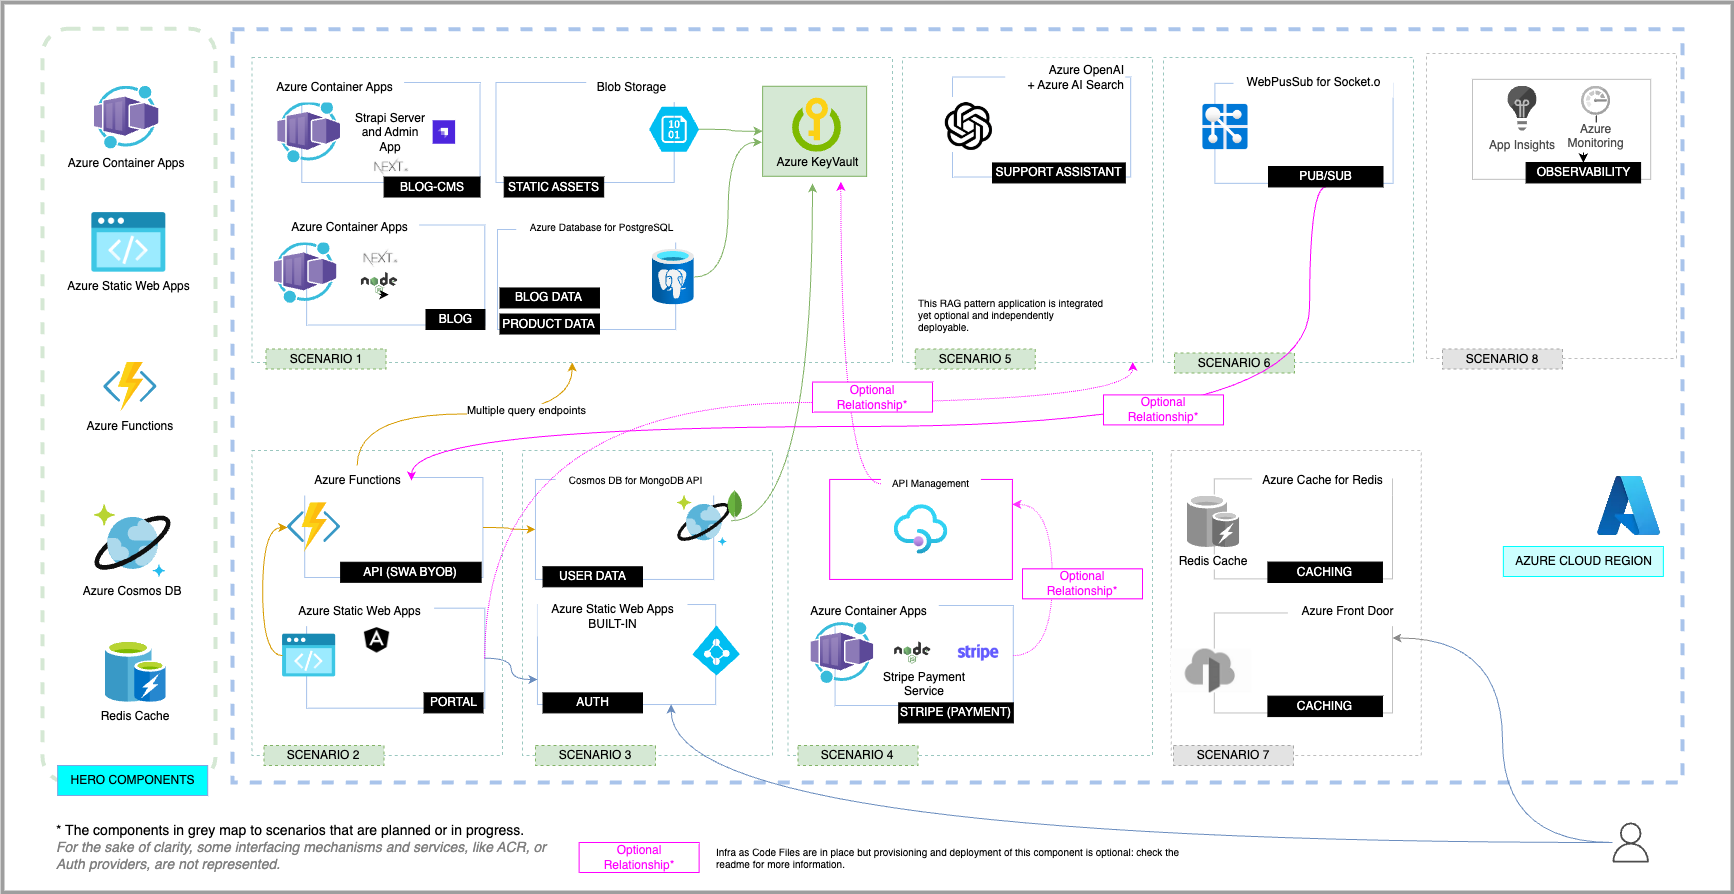 Azure Container Apps
Azure Static Web Apps
Azure Functions
Azure Cosmos DB
Redis Cache
HERO COMPONENTS
Azure Container Apps
Strapi Server
and Admin
App
NEXT.JS
BLOG-CMS
Blob Storage
10
01
STATIC ASSETS
Azure KeyVault
Azure Container Apps
NEXT.JS
node
BLOG
Azure Database for PostgreSQL
BLOG DATA
PRODUCT DATA
SCENARIO 1
Azure OpenAI
+ Azure AI Search
SUPPORT ASSISTANT
This RAG pattern application is integrated
yet optional and independently
deployable.
SCENARIO 5
WebPusSub for Socket.o
PUB/SUB
SCENARIO 6
App Insights
Azure
Monitoring
OBSERVABILITY
SCENARIO 8
Multiple query endpoints
Optional
Relationship*
Optional
Relationship*
Azure Functions
API (SWA BYOB)
Azure Static Web Apps
PORTAL
SCENARIO 2
Cosmos DB for MongoDB API
USER DATA
Azure Static Web Apps
BUILT-IN
AUTH
SCENARIO 3
API Management
Optional
Relationship*
Azure Container Apps
node
JS
stripe
Stripe Payment
Service
STRIPE (PAYMENT)
SCENARIO 4
Azure Cache for Redis
Redis Cache
CACHING
Azure Front Door
CACHING
SCENARIO 7
AZURE CLOUD REGION
* The components in grey map to scenarios that are planned or in progress.
For the sake of clarity, some interfacing mechanisms and services, like ACR, or
Auth providers, are not represented.
Optional
Relationship*
Infra as Code Files are in place but provisioning and deployment of this component is optional: check the
readme for more information.